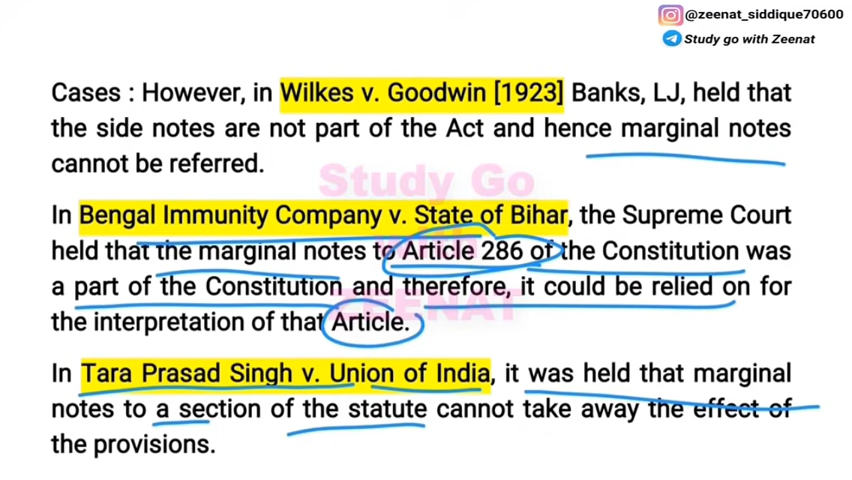 @zeenat_siddique70600
Study go with Zeenat
Cases : However, in Wilkes v. Goodwin [1923] Banks, LJ, held that
the side notes are not part of the Act and hence marginal notes
cannot be referred.
Study Go
with
ZEENAT
In Bengal Immunity Company v. State of Bihar, the Supreme Court
held that the marginal notes to Article 286 of the Constitution was
a part of the Constitution and therefore, it could be relied on for
the interpretation of that Article.
In Tara Prasad Singh v. Union of India, it was held that marginal
notes to a section of the statute cannot take away the effect of
the provisions.